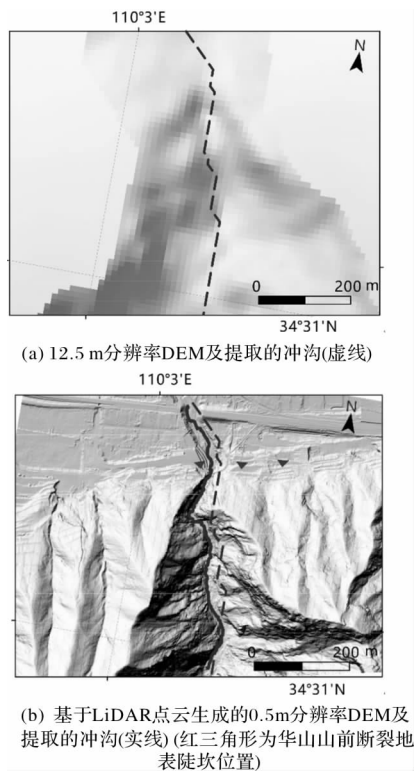 110°3'E
N
0 200 m
34°31'N
(a) 12.5 m分辨率DEM及提取的冲沟(虚线)
110°3'E
N
0 200 m
34°31'N
(b) 基于LiDAR点云生成的0.5m分辨率DEM及
提取的冲沟(实线) (红三角形为华山山前断裂地
表陡坎位置)